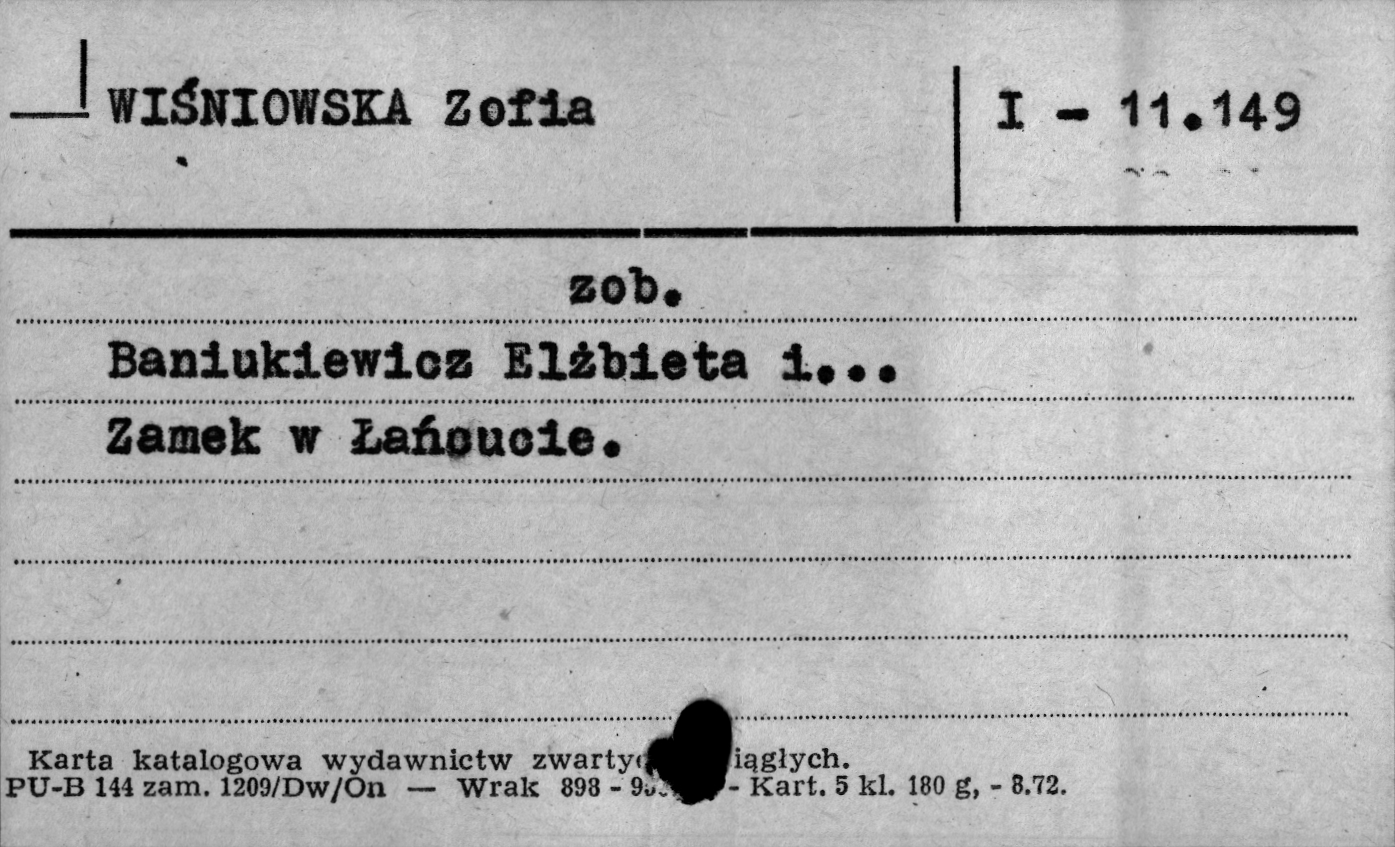 WIŚNIOWSKA Zofia
I - 11.149
zob.
Baniukiewicz Elżbieta i...
Zamek w Łańcucie.
Karta katalogowa wydawnictw iągłych.
PU-B 144 zam. 1209/Dw/On — Wrak 898 - - Kart. 5 kl. 180 g, - 8.72.